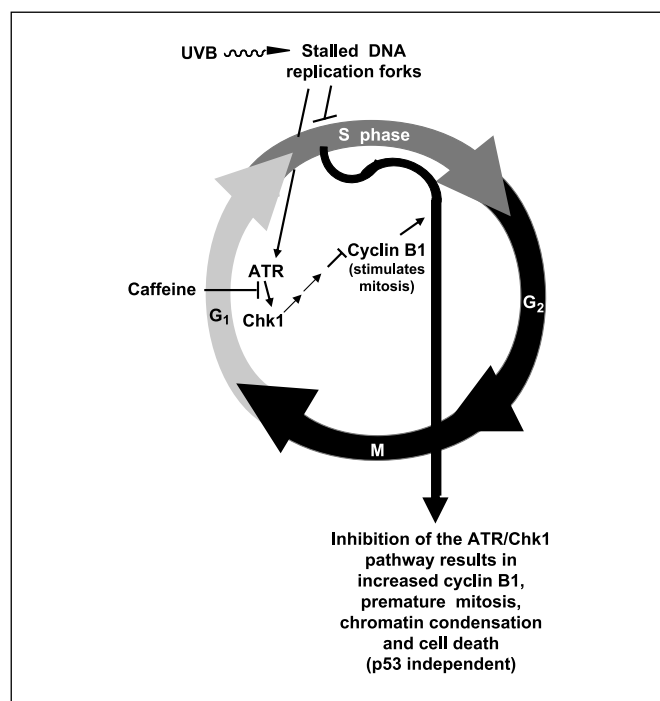 UVB
Stalled DNA
replication forks
S phase
Cyclin B1
(stimulates
mitosis)
ATR
Caffeine
Chk1
G₁
G₂
M
Inhibition of the ATR/Chk1
pathway results in
increased cyclin B1,
premature mitosis,
chromatin condensation
and cell death
(p53 independent)